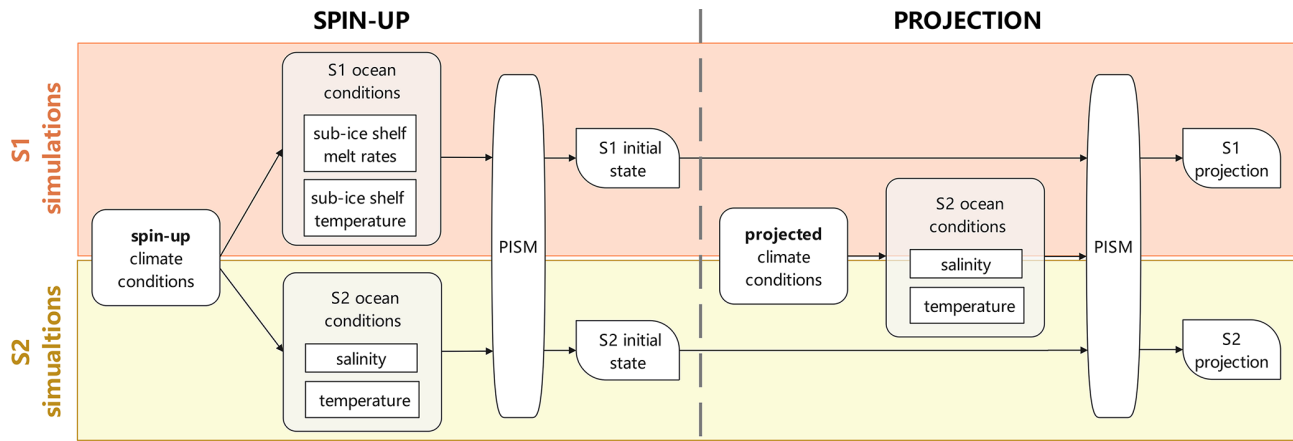 SPIN-UP
PROJECTION
S1
simulations
S1 ocean
conditions
sub-ice shelf
melt rates
sub-ice shelf
temperature
spin-up
climate
conditions
PISM
S1 initial
state
projected
climate
conditions
S2 ocean
conditions
salinity
temperature
PISM
S1
projection
S2
simualtions
S2 ocean
conditions
salinity
temperature
S2 initial
state
S2
projection